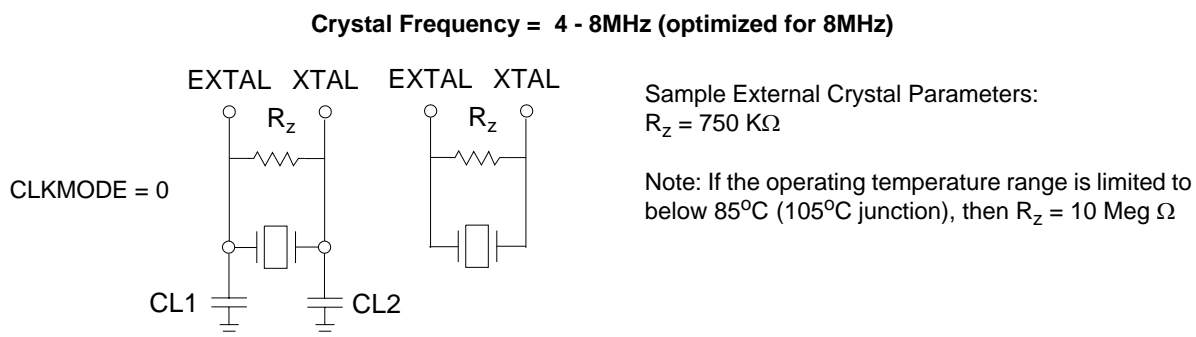 Crystal Frequency = 4 - 8MHz (optimized for 8MHz)
EXTAL XTAL EXTAL XTAL
Rz Rz
CLKMODE = 0
CL1 CL2
Sample External Crystal Parameters:
Rz = 750 KΩ
Note: If the operating temperature range is limited to
below 85oC (105oC junction), then Rz = 10 Meg Ω